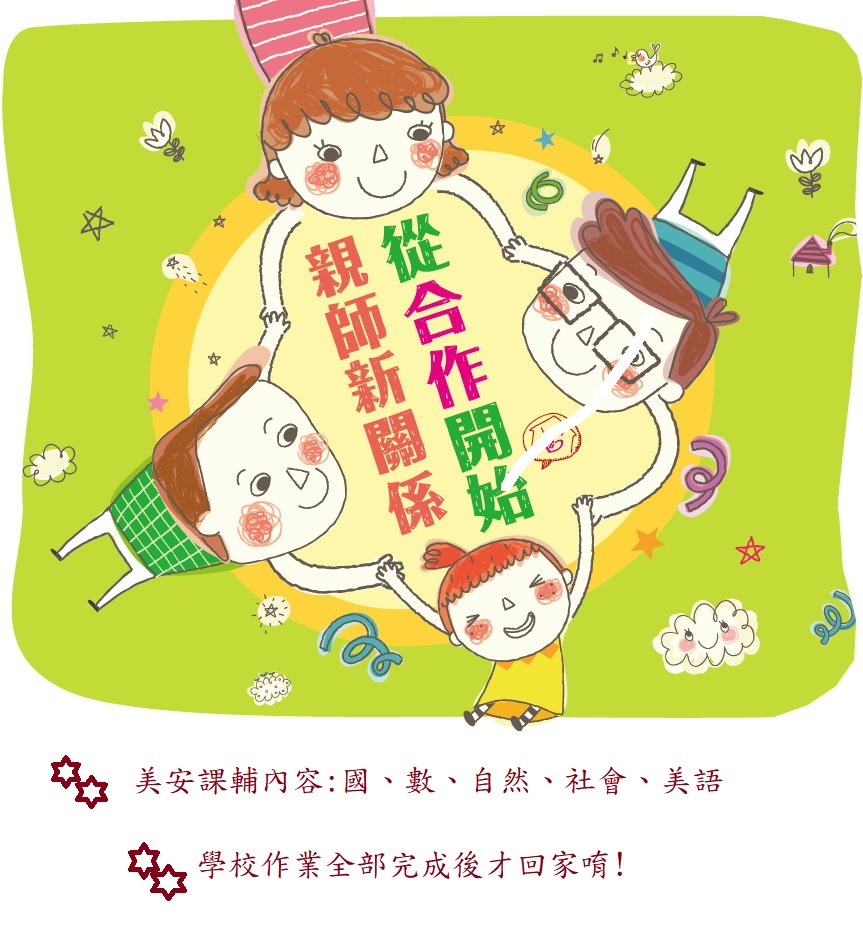 從合作開始
親師新關係
美安課輔內容:國、數、自然、社會、美語
學校作業全部完成後才回家唷!